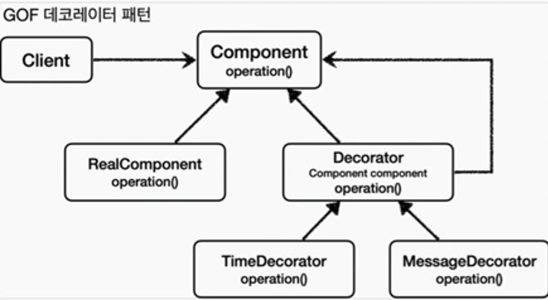 GOF 데코레이터 패턴
Client
Component
operation()
RealComponent
operation()
Decorator
Component component
operation()
TimeDecorator
operation()
MessageDecorator
operation()